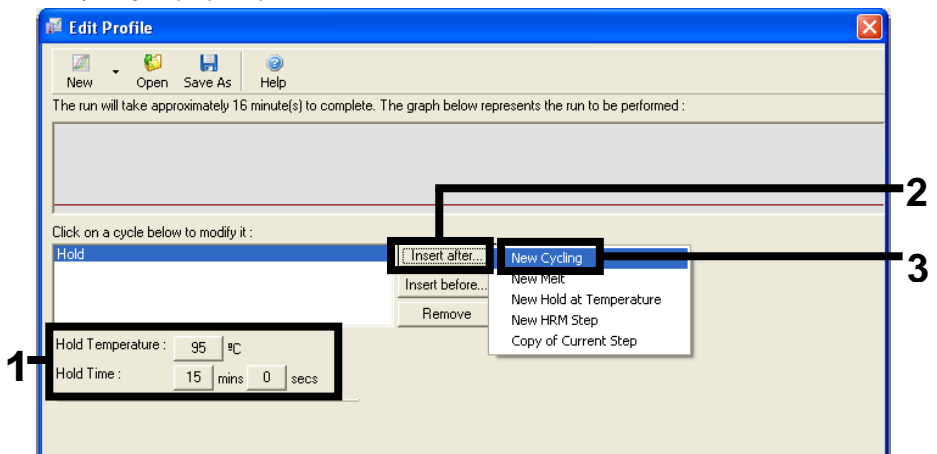 Edit Profile
New Open Save As Help
The run will take approximately 16 minute(s) to complete. The graph below represents the run to be performed :
2
Click on a cycle below to modify it :
Hold
Insert after...
New Cycling
3
Insert before...
New Melt
New Hold at Temperature
Remove
New HRM Step
Copy of Current Step
1
Hold Temperature : 95 ºC
Hold Time : 15 mins 0 secs